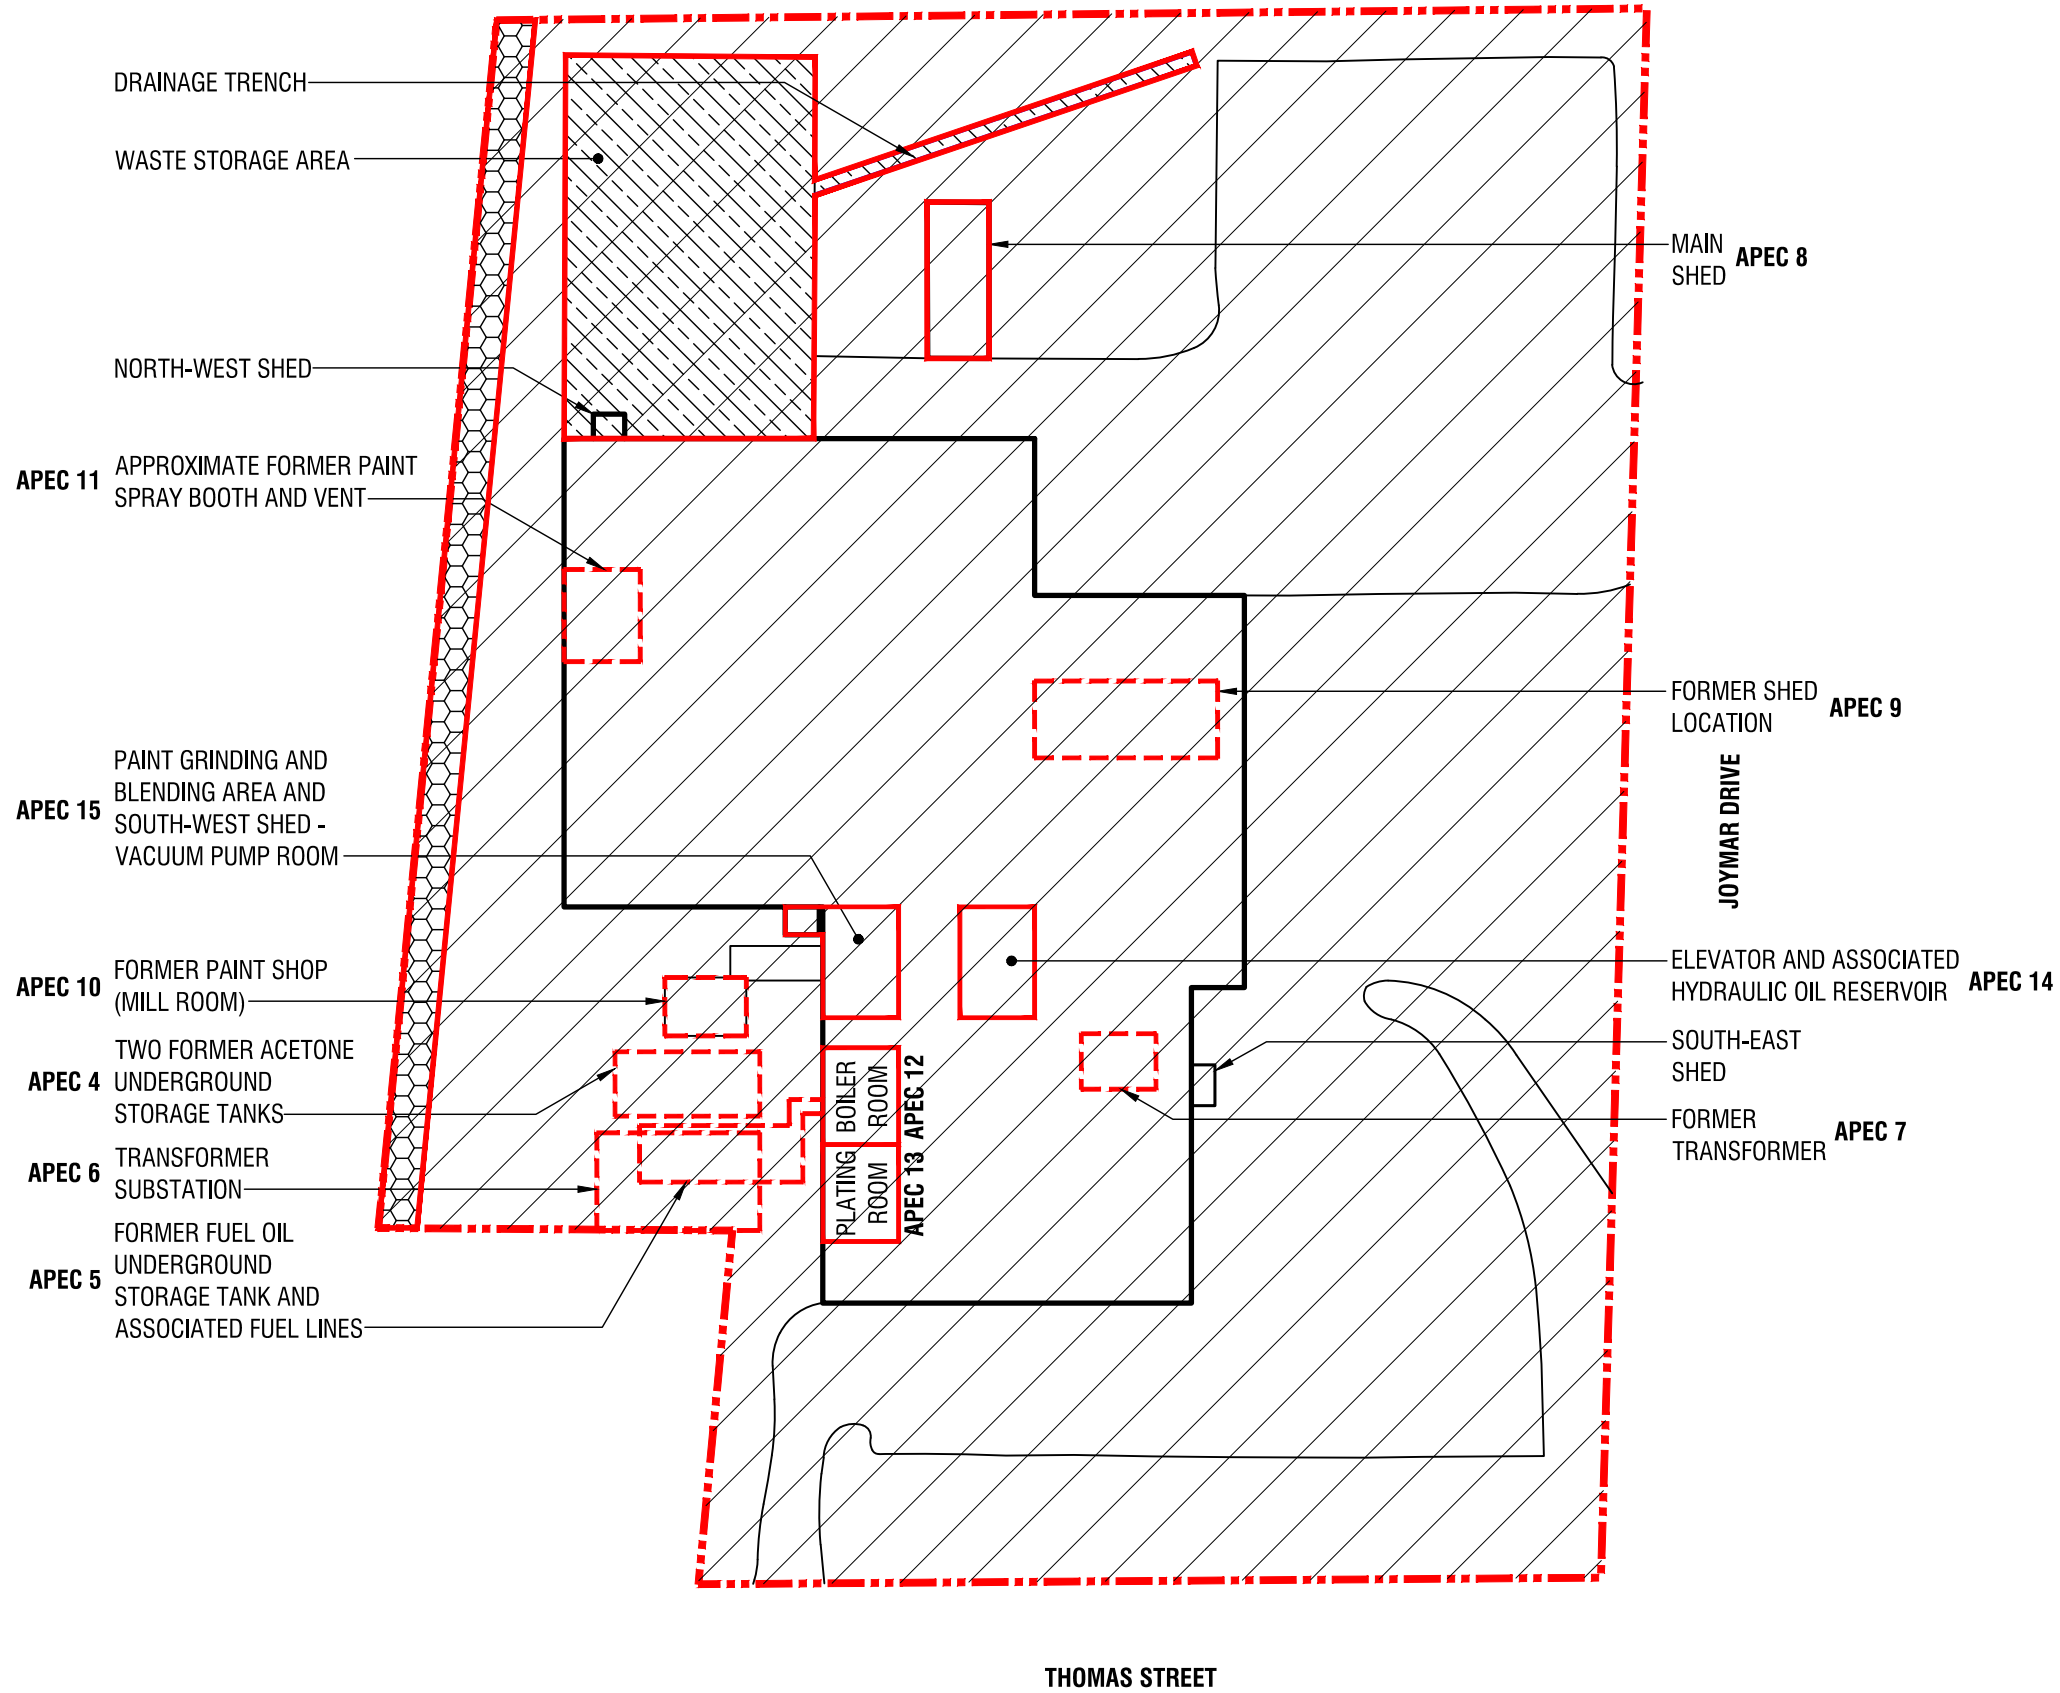 DRAINAGE TRENCH
WASTE STORAGE AREA
NORTH-WEST SHED
APEC 11
APPROXIMATE FORMER PAINT
SPRAY BOOTH AND VENT
APEC 15
PAINT GRINDING AND
BLENDING AREA AND
SOUTH-WEST SHED -
VACUUM PUMP ROOM
APEC 10
FORMER PAINT SHOP
(MILL ROOM)
APEC 4
TWO FORMER ACETONE
UNDERGROUND
STORAGE TANKS
APEC 6
TRANSFORMER
SUBSTATION
APEC 5
FORMER FUEL OIL
UNDERGROUND
STORAGE TANK AND
ASSOCIATED FUEL LINES
BOILER
ROOM
APEC 12
PLATING
ROOM
APEC 13
MAIN
SHED
APEC 8
FORMER SHED
LOCATION
APEC 9
JOYMAR DRIVE
ELEVATOR AND ASSOCIATED
HYDRAULIC OIL RESERVOIR
APEC 14
SOUTH-EAST
SHED
FORMER
TRANSFORMER
APEC 7
THOMAS STREET